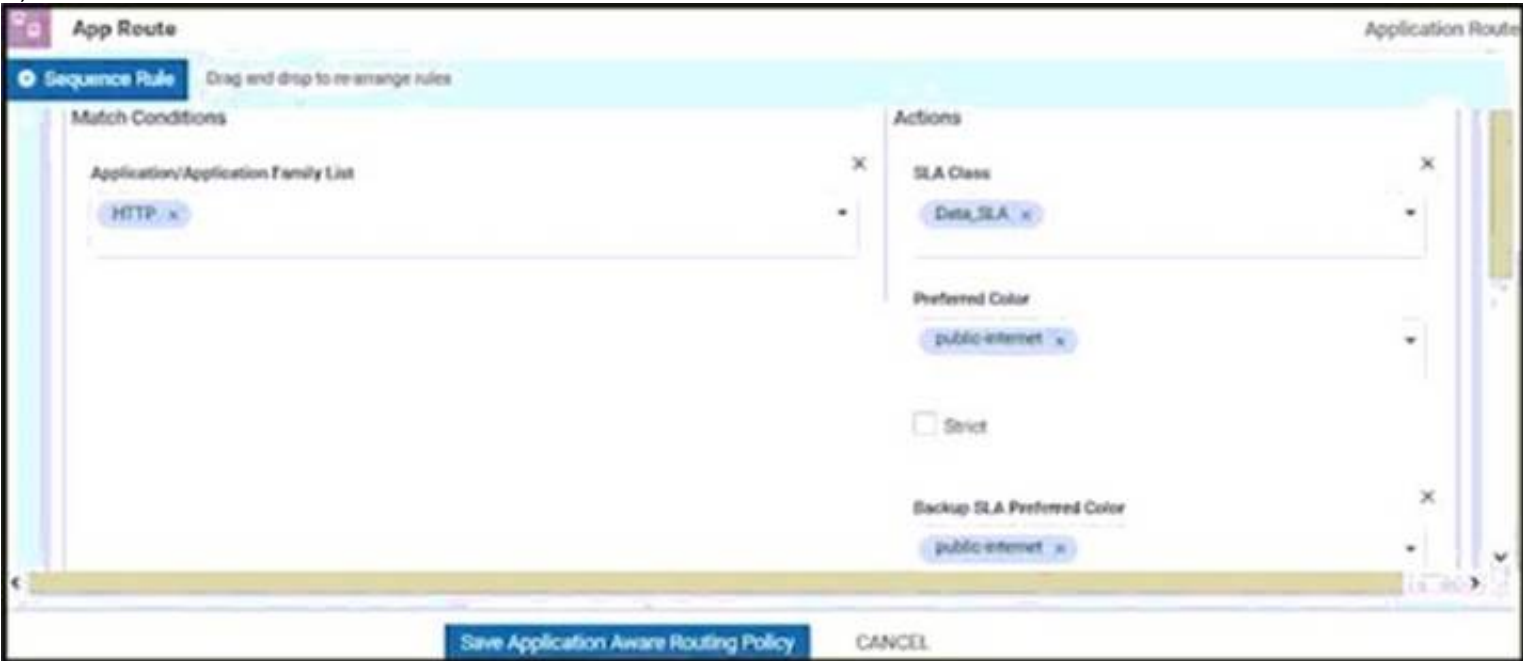 App Route
Application Route
Sequence Rule Drag and drop to re-arrange rules
Match Conditions
Actions
Application/Application Family List
SLA Class
HTTP
Data_SLA
Preferred Color
public-internet
Strict
Backup SLA Preferred Color
public-internet
Save Application Aware Routing Policy
CANCEL